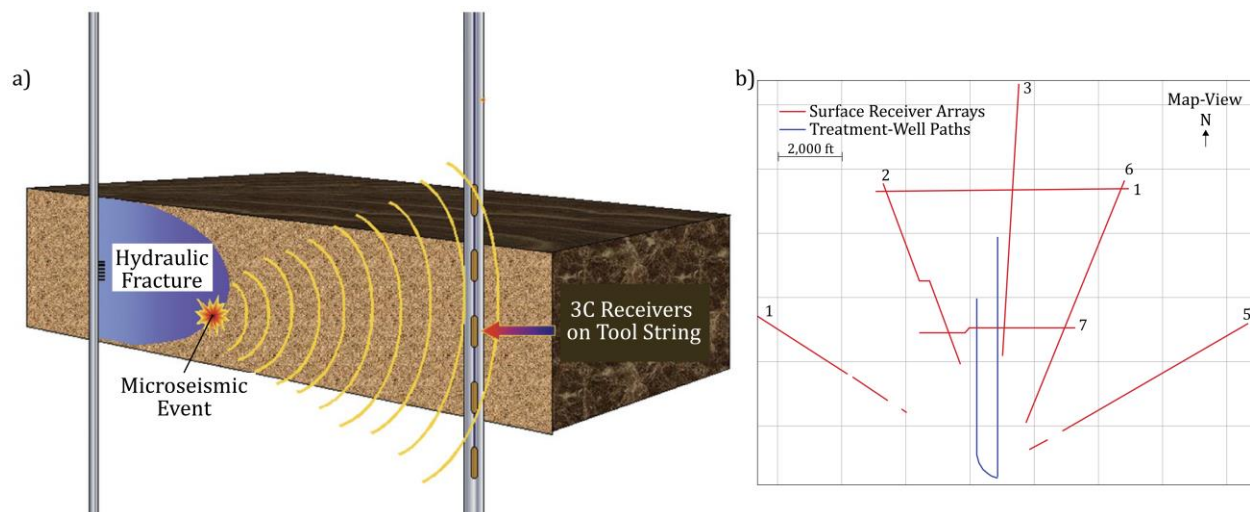 a)
Hydraulic
Fracture
Microseismic
Event
3C Receivers
on Tool String
b)
Surface Receiver Arrays
Treatment-Well Paths
2,000 ft
Map-View
N
3
2
6
1
1
7
5